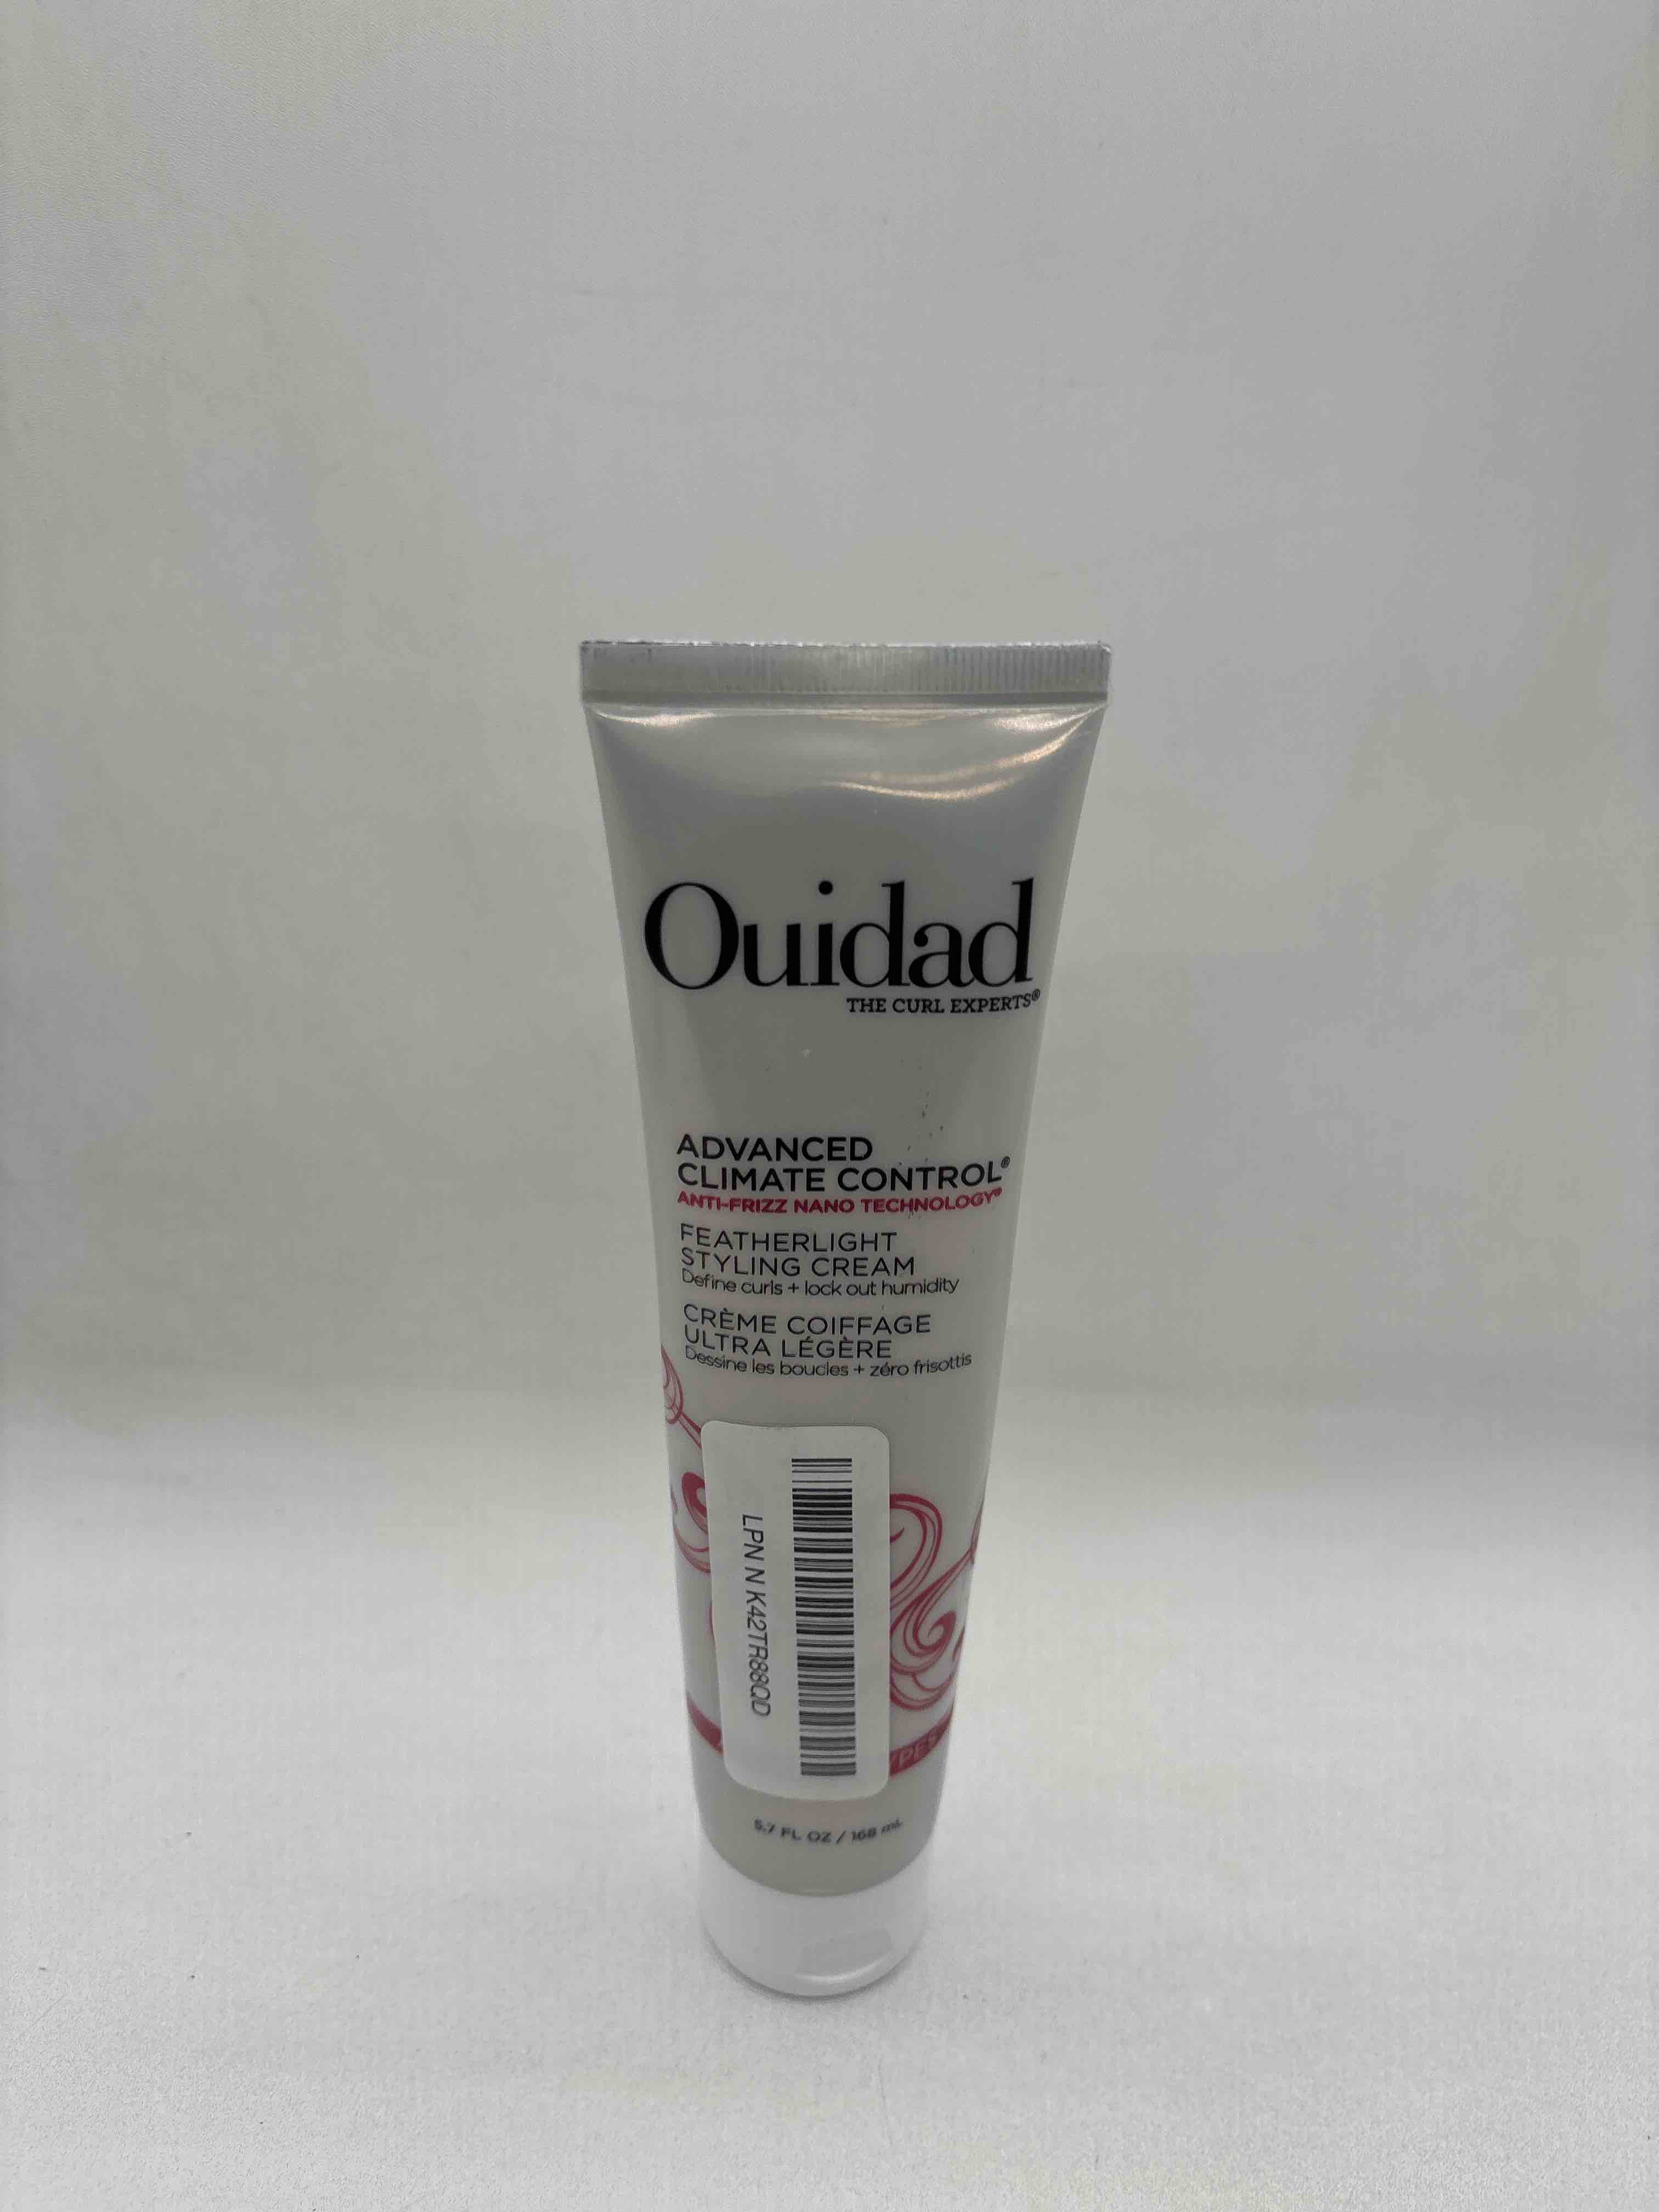 Ouidad
THE CURL EXPERTS®
ADVANCED
CLIMATE CONTROL®
ANTI-FRIZZ NANO TECHNOLOGY®
FEATHERLIGHT
STYLING CREAM
Define curls + lock out humidity
CRÈME COIFFAGE
ULTRA LÉGÈRE
Dessine les boucles + zéro frisottis
LPN N K42TR88QD
5.7 FL OZ / 168 mL